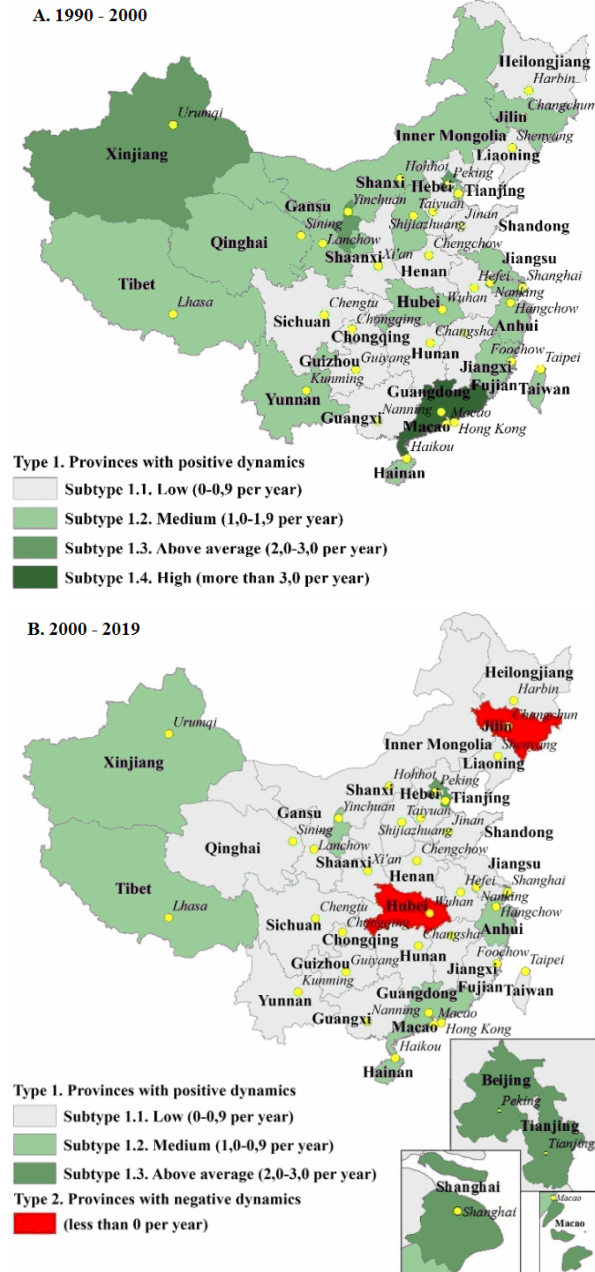 A. 1990 - 2000
Heilongjiang
Harbin
Changchun
Urumqi
Jilin
Inner Mongolia
Shenyang
Xinjiang
Liaoning
Hohhot
Shanxi
Peking
Hebei
Tianjing
Gansu
Yinchuan
Taiyuan
Sining
Jinan
Shijiazhuang
Shandong
Qinghai
Lanchow
Shaanxi
Xi'an
Chengchow
Jiangsu
Henan
Tibet
Hefei
Shanghai
Lhasa
Chengtu
Hubei
Wuhan
Nanking
Hangchow
Sichuan
Chongqing
Chongqing
Changsha
Anhui
Guizhou
Guiyang
Hunan
Foochow
Taipei
Kunming
Jiangxi
Yunnan
Guangdong
Fujian
Taiwan
Guangxi
Nanning
Macao
Macao
Hong Kong
Haikou
Hainan
Type 1. Provinces with positive dynamics
Subtype 1.1. Low (0-0,9 per year)
Subtype 1.2. Medium (1,0-1,9 per year)
Subtype 1.3. Above average (2,0-3,0 per year)
Subtype 1.4. High (more than 3,0 per year)
B. 2000 - 2019
Heilongjiang
Harbin
Changchun
Urumqi
Jilin
Xinjiang
Inner Mongolia
Shenyang
Liaoning
Hohhot
Peking
Shanxi
Hebei
Tianjing
Gansu
Yinchuan
Taiyuan
Sining
Shijiazhuang
Jinan
Shandong
Qinghai
Lanchow
Shaanxi
Xi'an
Chengchow
Henan
Jiangsu
Tibet
Hefei
Shanghai
Lhasa
Hubei
Wuhan
Nanking
Hangchow
Chengtu
Sichuan
Chongqing
Chongqing
Changsha
Anhui
Hunan
Foochow
Taipei
Guizhou
Guiyang
Jiangxi
Kunming
Yunnan
Guangdong
Fujian
Taiwan
Nanning
Macao
Guangxi
Macao
Hong Kong
Haikou
Hainan
Type 1. Provinces with positive dynamics
Subtype 1.1. Low (0-0,9 per year)
Subtype 1.2. Medium (1,0-0,9 per year)
Subtype 1.3. Above average (2,0-3,0 per year)
Type 2. Provinces with negative dynamics
(less than 0 per year)
Beijing
Peking
Tianjing
Tianjing
Shanghai
Shanghai
Macao
Macao